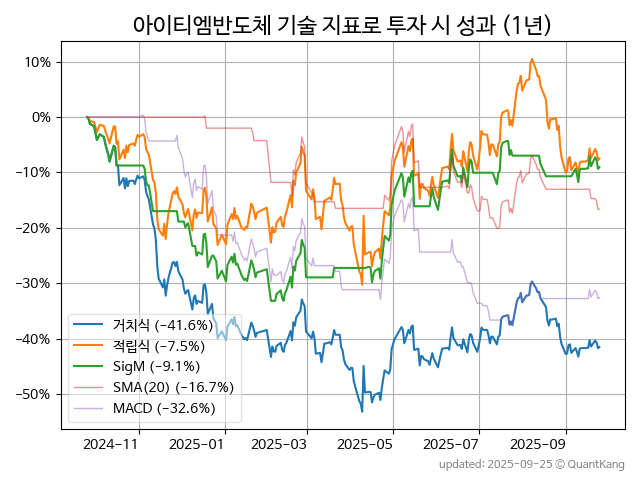 아이티엠반도체 기술 지표로 투자 시 성과 (1년)
10%
0%
−10%
−20%
−30%
−40%
−50%
거치식 (−41.6%)
적립식 (−7.5%)
SigM (−9.1%)
SMA(20) (−16.7%)
MACD (−32.6%)
2024−11 2025−01 2025−03 2025−05 2025−07 2025−09
updated: 2025−09−25 © QuantKang